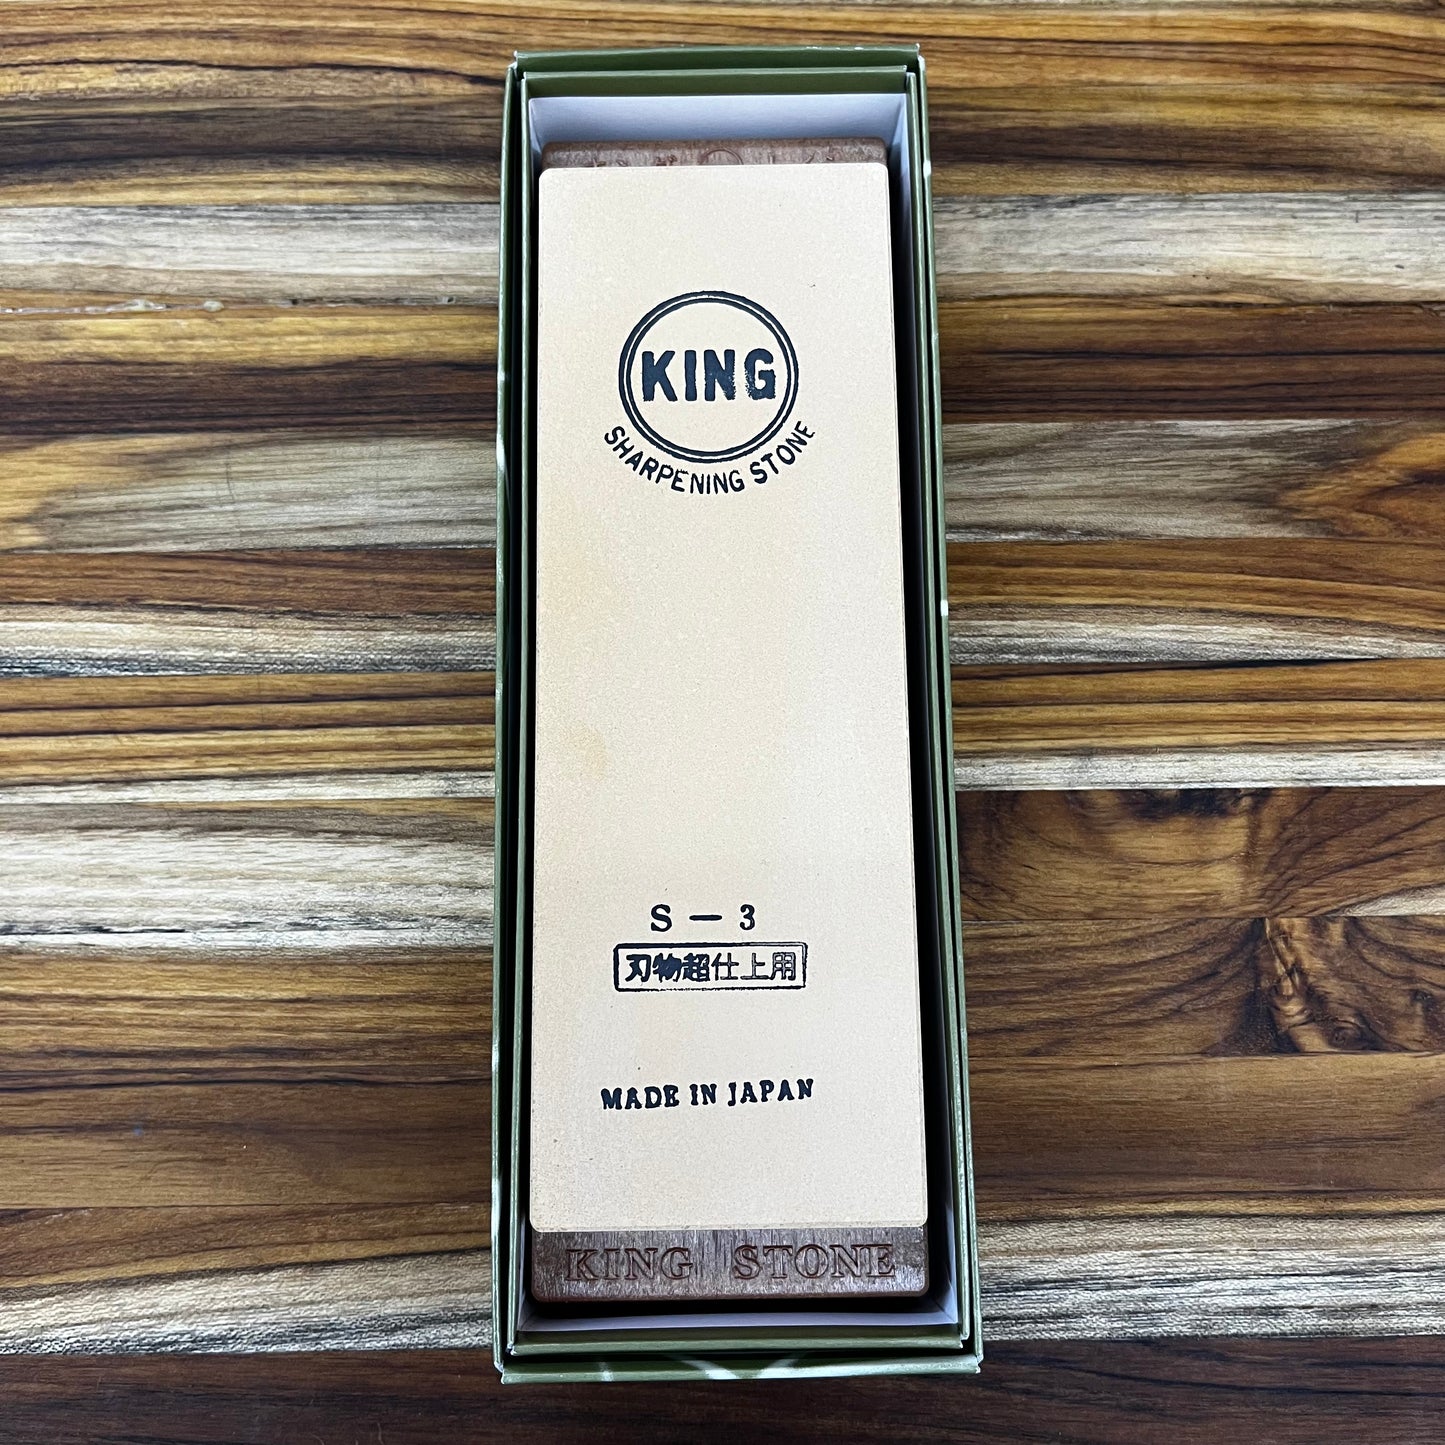 KING
SHARPENING STONE
S-3
刃物超仕上用
MADE IN JAPAN
KING STONE